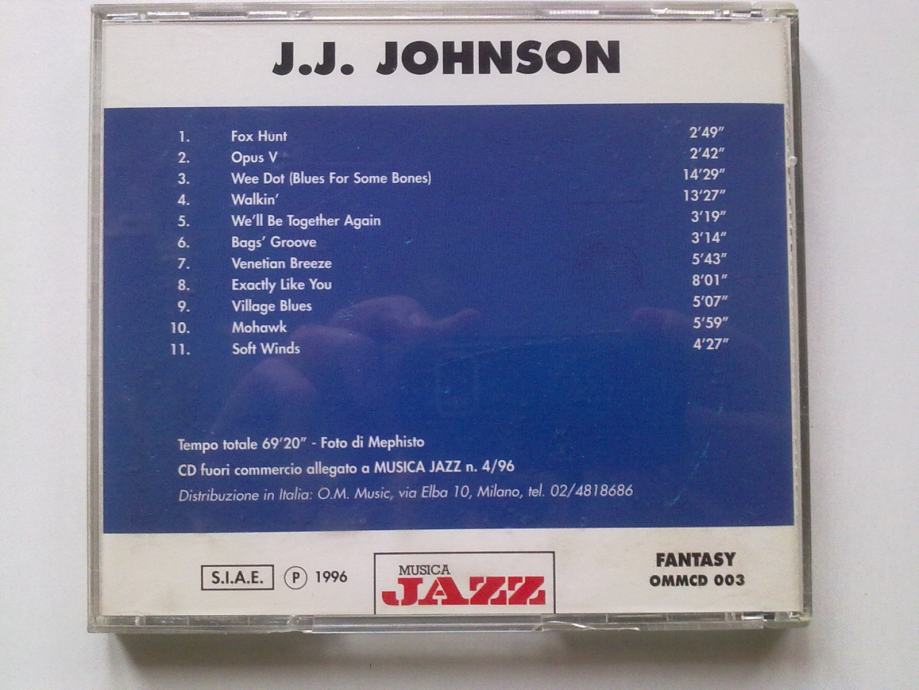 J.J. JOHNSON
1. Fox Hunt 2'49"
2. Opus V 2'42"
3. Wee Dot (Blues For Some Bones) 14'29"
4. Walkin' 13'27"
5. We'll Be Together Again 3'19"
6. Bags' Groove 3'14"
7. Venetian Breeze 5'43"
8. Exactly Like You 8'01"
9. Village Blues 5'07"
10. Mohawk 5'59"
11. Soft Winds 4'27"
Tempo totale 69'20" - Foto di Mephisto
CD fuori commercio allegato a MUSICA JAZZ n. 4/96
Distribuzione in Italia: O.M. Music, via Elba 10, Milano, tel. 02/4818686
S.I.A.E. Ⓟ 1996
MUSICA
JAZZ
FANTASY
OMMCD 003